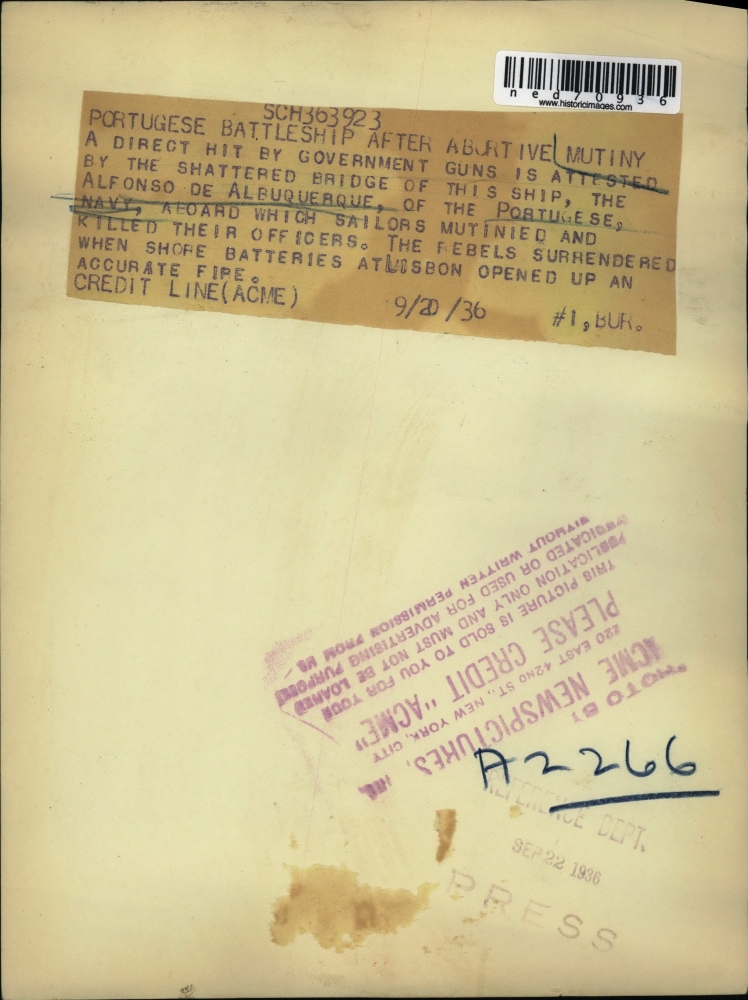 ned70936
www.historicimages.com
SCH363923
PORTUGESE BATTLESHIP AFTER ABORTIVE MUTINY
A DIRECT HIT BY GOVERNMENT GUNS IS ATTESTED
BY THE SHATTERED BRIDGE OF THIS SHIP, THE
ALFONSO DE ALBUQUERQUE, OF THE PORTUGESE,
NAVY, ABOARD WHICH SAILORS MUTINIED AND
KILLED THEIR OFFICERS. THE REBELS SURRENDERED
WHEN SHORE BATTERIES AT LISBON OPENED UP AN
ACCURATE FIRE.
CREDIT LINE(ACME) 9/20/36 #1, BUR.
PHOTO BY
ACME NEWSPICTURES, INC.
220 EAST 42ND ST., NEW YORK, CITY
PLEASE CREDIT "ACME"
THIS PICTURE IS SOLD TO YOU FOR YOUR
PUBLICATION ONLY AND MUST NOT BE LOANED
SYNDICATED OR USED FOR ADVERTISING PURPOSES
WITHOUT WRITTEN PERMISSION FROM US
A2266
REFERENCE DEPT.
SEP 22 1936
PRESS